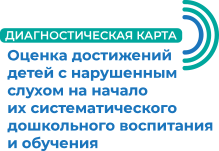 ДИАГНОСТИЧЕСКАЯ КАРТА
Оценка достижений
детей с нарушенным
слухом на начало
их систематического
дошкольного воспитания
и обучения